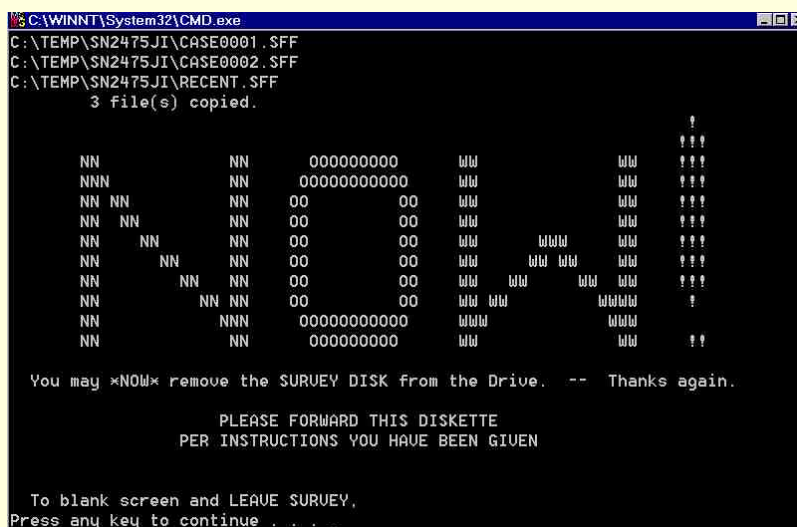 C:\WINNT\System32\CMD.exe
C:\TEMP\SN2475JI\CASE0001.SFF
C:\TEMP\SN2475JI\CASE0002.SFF
C:\TEMP\SN2475JI\RECENT.SFF
3 file(s) copied.
NOW!
You may *NOW* remove the SURVEY DISK from the Drive. -- Thanks again.
PLEASE FORWARD THIS DISKETTE
PER INSTRUCTIONS YOU HAVE BEEN GIVEN
To blank screen and LEAVE SURVEY,
Press any key to continue . . . .